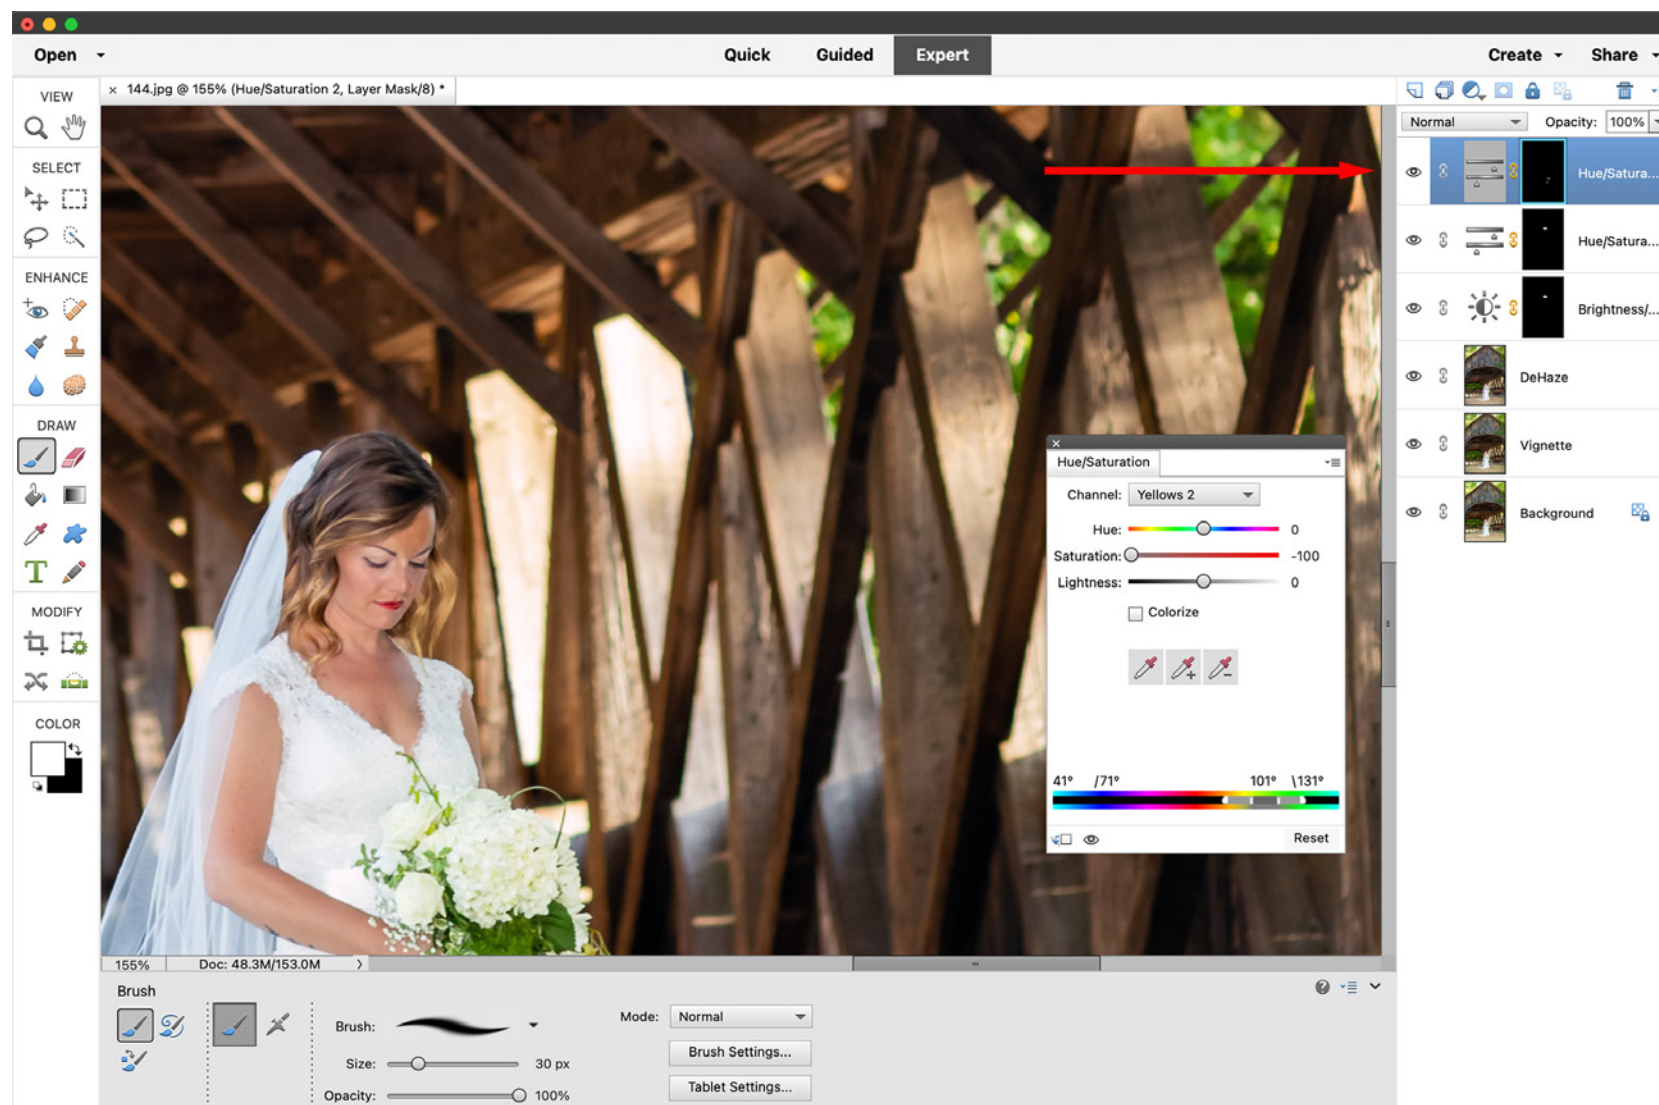 Open
Quick
Guided
Expert
Create
Share
VIEW
× 144.jpg @ 155% (Hue/Saturation 2, Layer Mask/8) *
SELECT
ENHANCE
DRAW
T
MODIFY
COLOR
Normal
Opacity: 100%
Hue/Satura...
Hue/Satura...
Brightness/...
DeHaze
Vignette
Background
Hue/Saturation
Channel: Yellows 2
Hue: 0
Saturation: -100
Lightness: 0
Colorize
41° /71° 101° \131°
Reset
155%
Doc: 48.3M/153.0M
Brush
Brush:
Size: 30 px
Opacity: 100%
Mode: Normal
Brush Settings...
Tablet Settings...